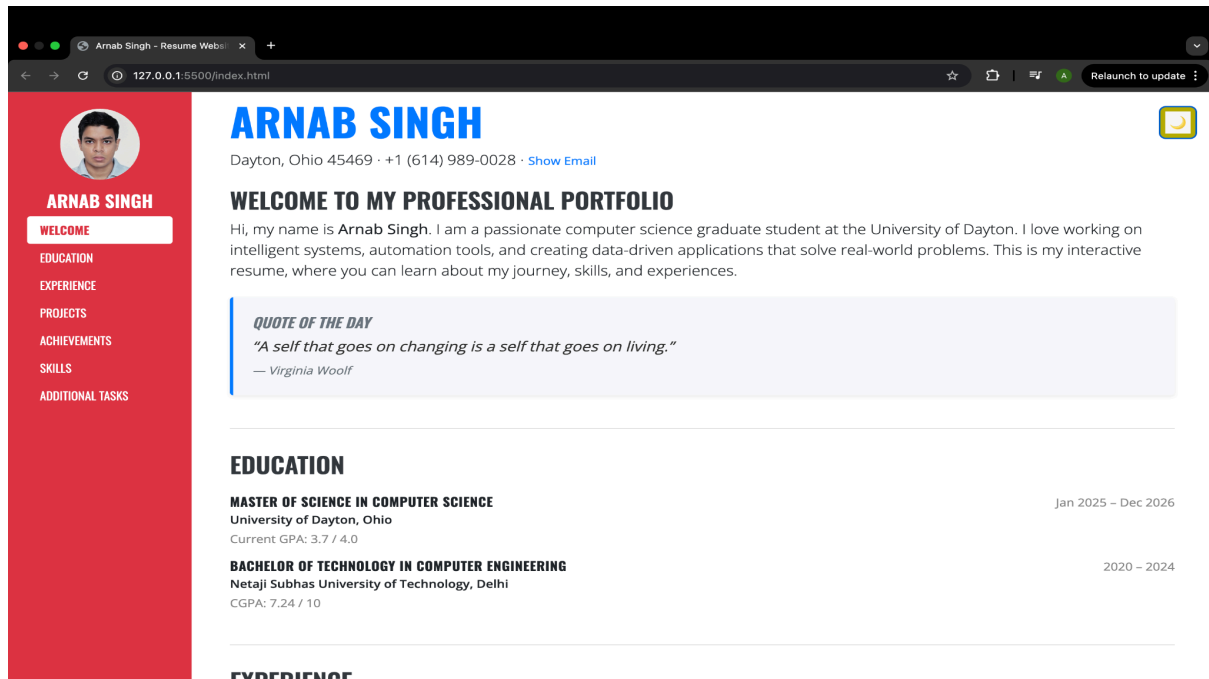 Arnab Singh - Resume Websi
127.0.0.1:5500/index.html
A
Relaunch to update
ARNAB SINGH
WELCOME
EDUCATION
EXPERIENCE
PROJECTS
ACHIEVEMENTS
SKILLS
ADDITIONAL TASKS
ARNAB SINGH
Dayton, Ohio 45469 · +1 (614) 989-0028 · Show Email
WELCOME TO MY PROFESSIONAL PORTFOLIO
Hi, my name is Arnab Singh. I am a passionate computer science graduate student at the University of Dayton. I love working on
intelligent systems, automation tools, and creating data-driven applications that solve real-world problems. This is my interactive
resume, where you can learn about my journey, skills, and experiences.
QUOTE OF THE DAY
“A self that goes on changing is a self that goes on living.”
— Virginia Woolf
EDUCATION
MASTER OF SCIENCE IN COMPUTER SCIENCE Jan 2025 – Dec 2026
University of Dayton, Ohio
Current GPA: 3.7 / 4.0
BACHELOR OF TECHNOLOGY IN COMPUTER ENGINEERING 2020 – 2024
Netaji Subhas University of Technology, Delhi
CGPA: 7.24 / 10
EXPERIENCE